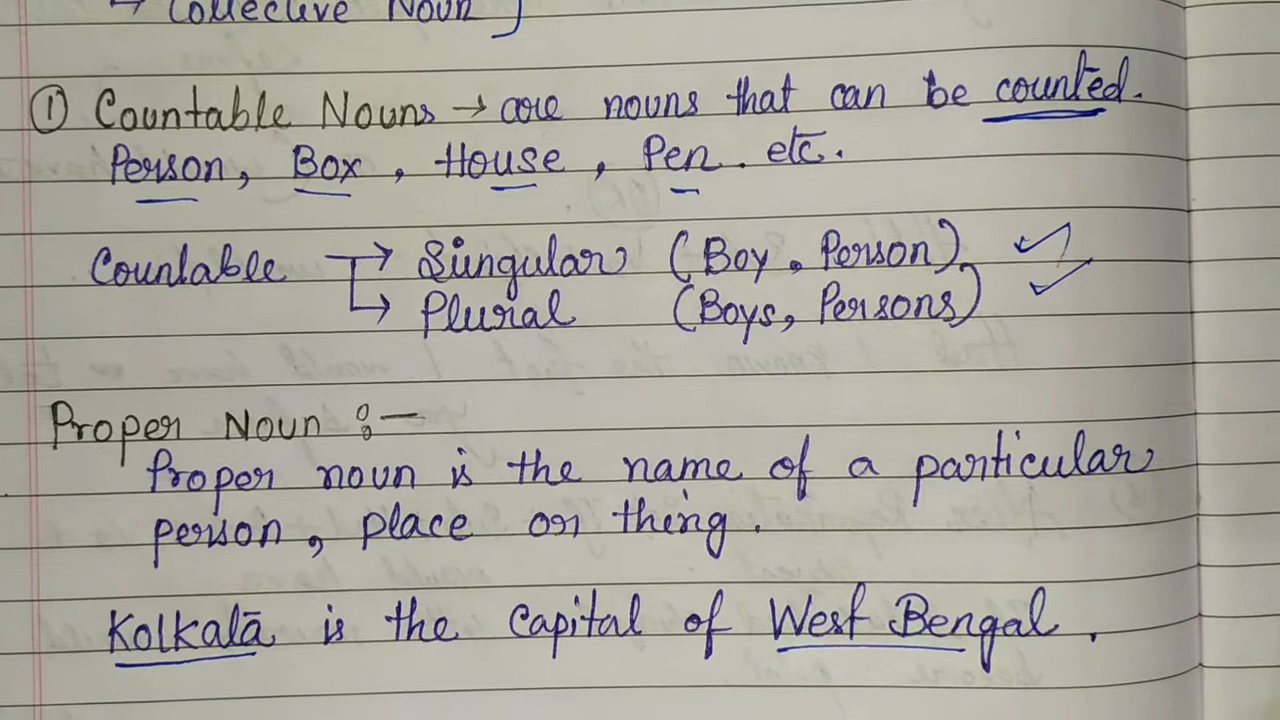 → Collective Noun ]
① Countable Nouns → are nouns that can be counted.
Person, Box, House, Pen. etc.
Countable → Singular (Boy, Person) ✓
→ Plural (Boys, Persons) ✓
Proper Noun :—
Proper noun is the name of a particular
person, place or thing.
Kolkata is the capital of West Bengal.